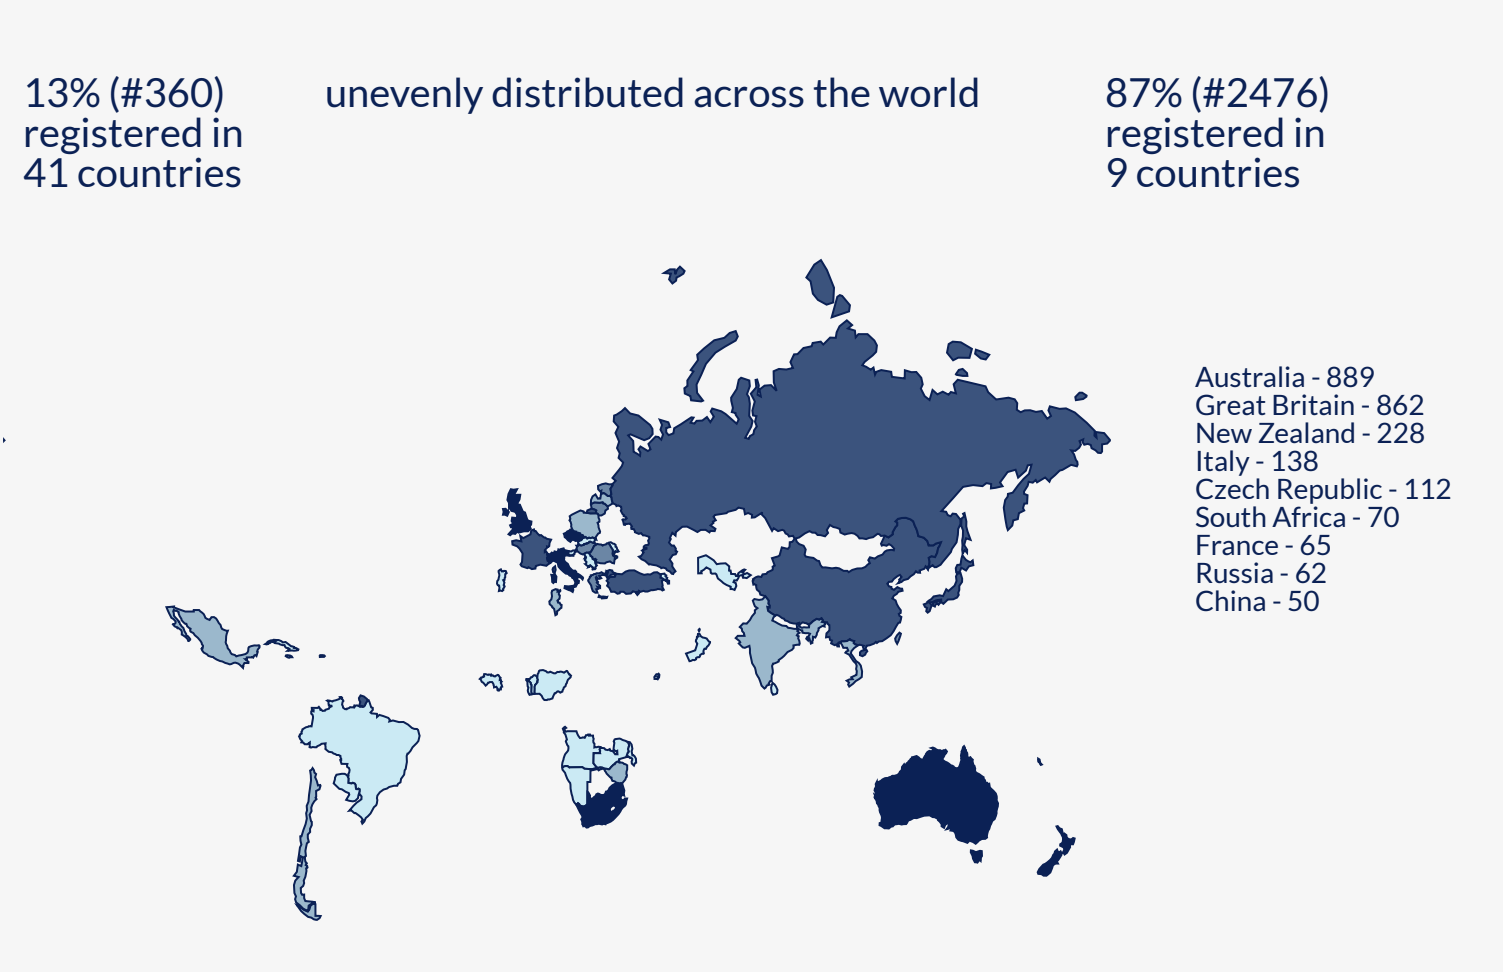 13% (#360)
registered in
41 countries
unevenly distributed across the world
87% (#2476)
registered in
9 countries
Australia - 889
Great Britain - 862
New Zealand - 228
Italy - 138
Czech Republic - 112
South Africa - 70
France - 65
Russia - 62
China - 50